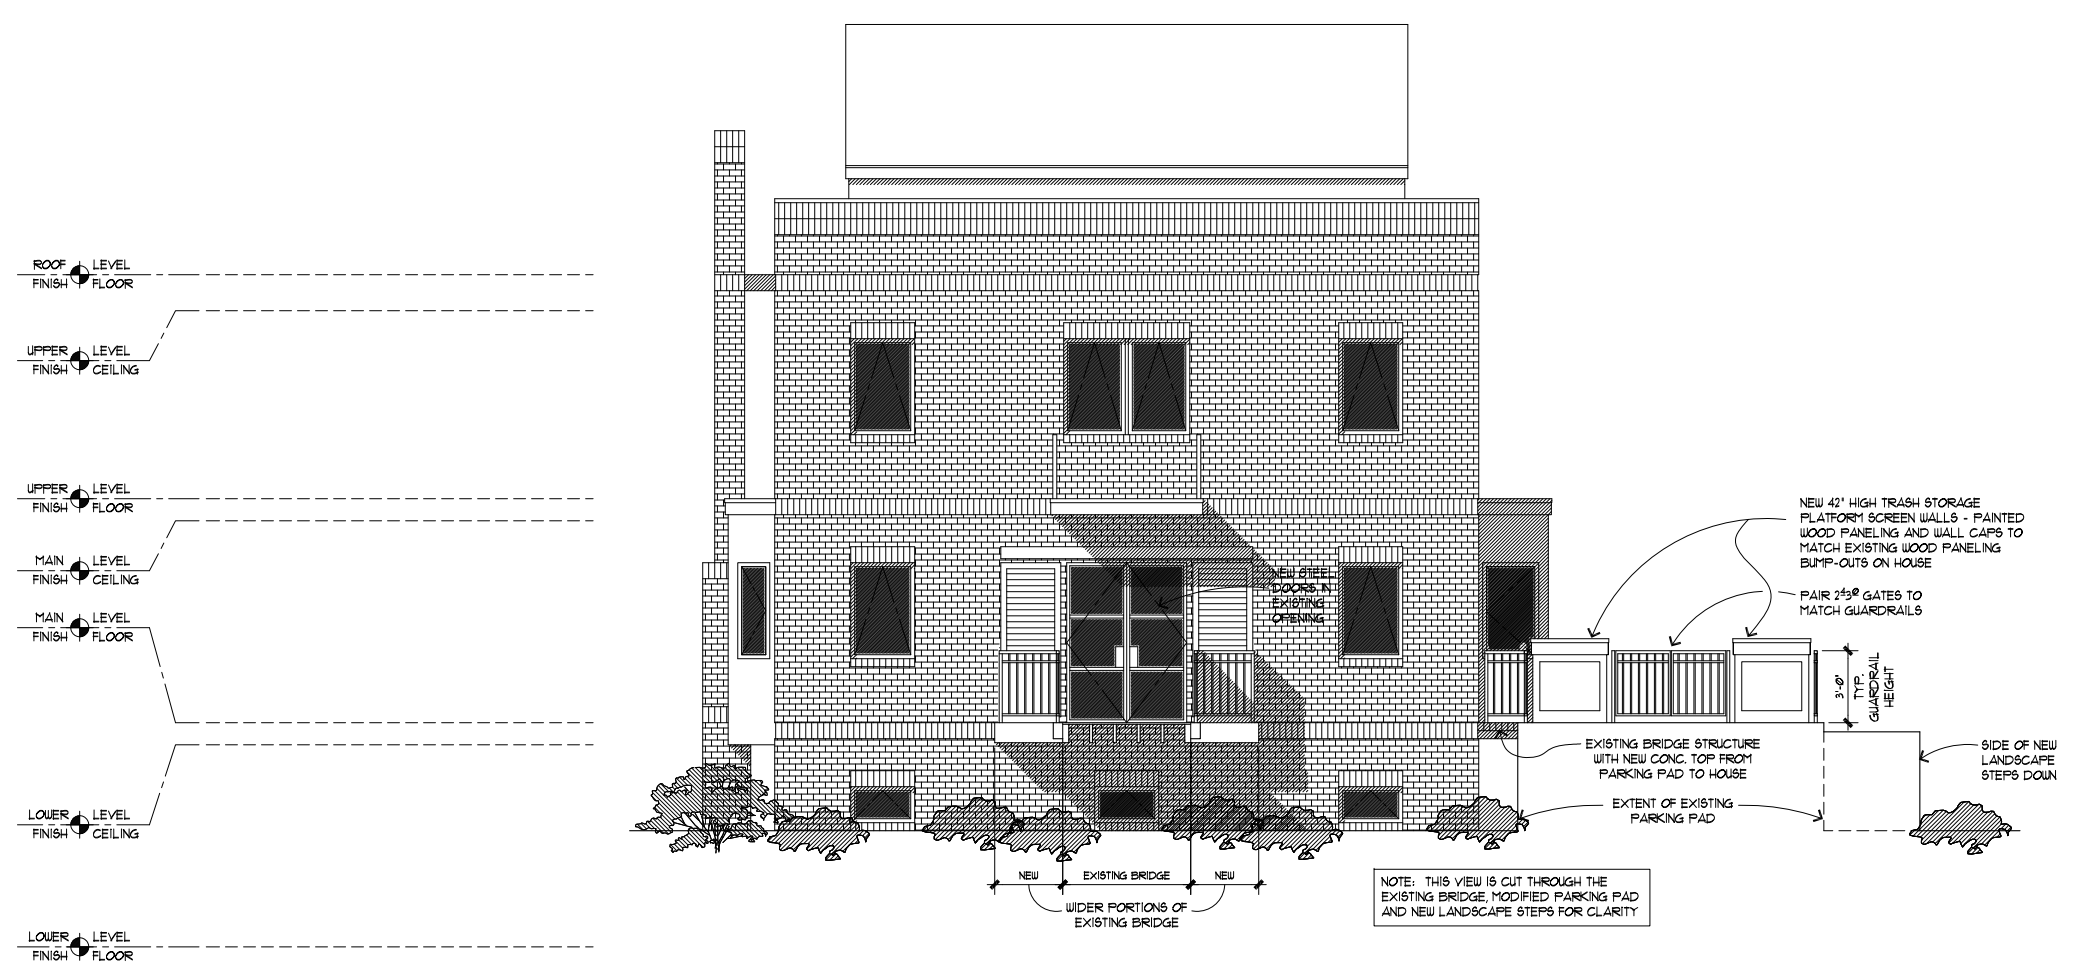 ROOF LEVEL
FINISH FLOOR
UPPER LEVEL
FINISH CEILING
UPPER LEVEL
FINISH FLOOR
MAIN LEVEL
FINISH CEILING
MAIN LEVEL
FINISH FLOOR
LOWER LEVEL
FINISH CEILING
LOWER LEVEL
FINISH FLOOR
NEW STEEL
DOORS IN
EXISTING
OPENING
NEW 42" HIGH TRASH STORAGE
PLATFORM SCREEN WALLS - PAINTED
WOOD PANELING AND WALL CAPS TO
MATCH EXISTING WOOD PANELING
BUMP-OUTS ON HOUSE
PAIR GATES TO
MATCH GUARDRAILS
3'-0"
TYP.
GUARDRAIL
HEIGHT
EXISTING BRIDGE STRUCTURE
WITH NEW CONC. TOP FROM
PARKING PAD TO HOUSE
SIDE OF NEW
LANDSCAPE
STEPS DOWN
EXTENT OF EXISTING
PARKING PAD
NEW
EXISTING BRIDGE
NEW
WIDER PORTIONS OF
EXISTING BRIDGE
NOTE: THIS VIEW IS CUT THROUGH THE
EXISTING BRIDGE, MODIFIED PARKING PAD
AND NEW LANDSCAPE STEPS FOR CLARITY